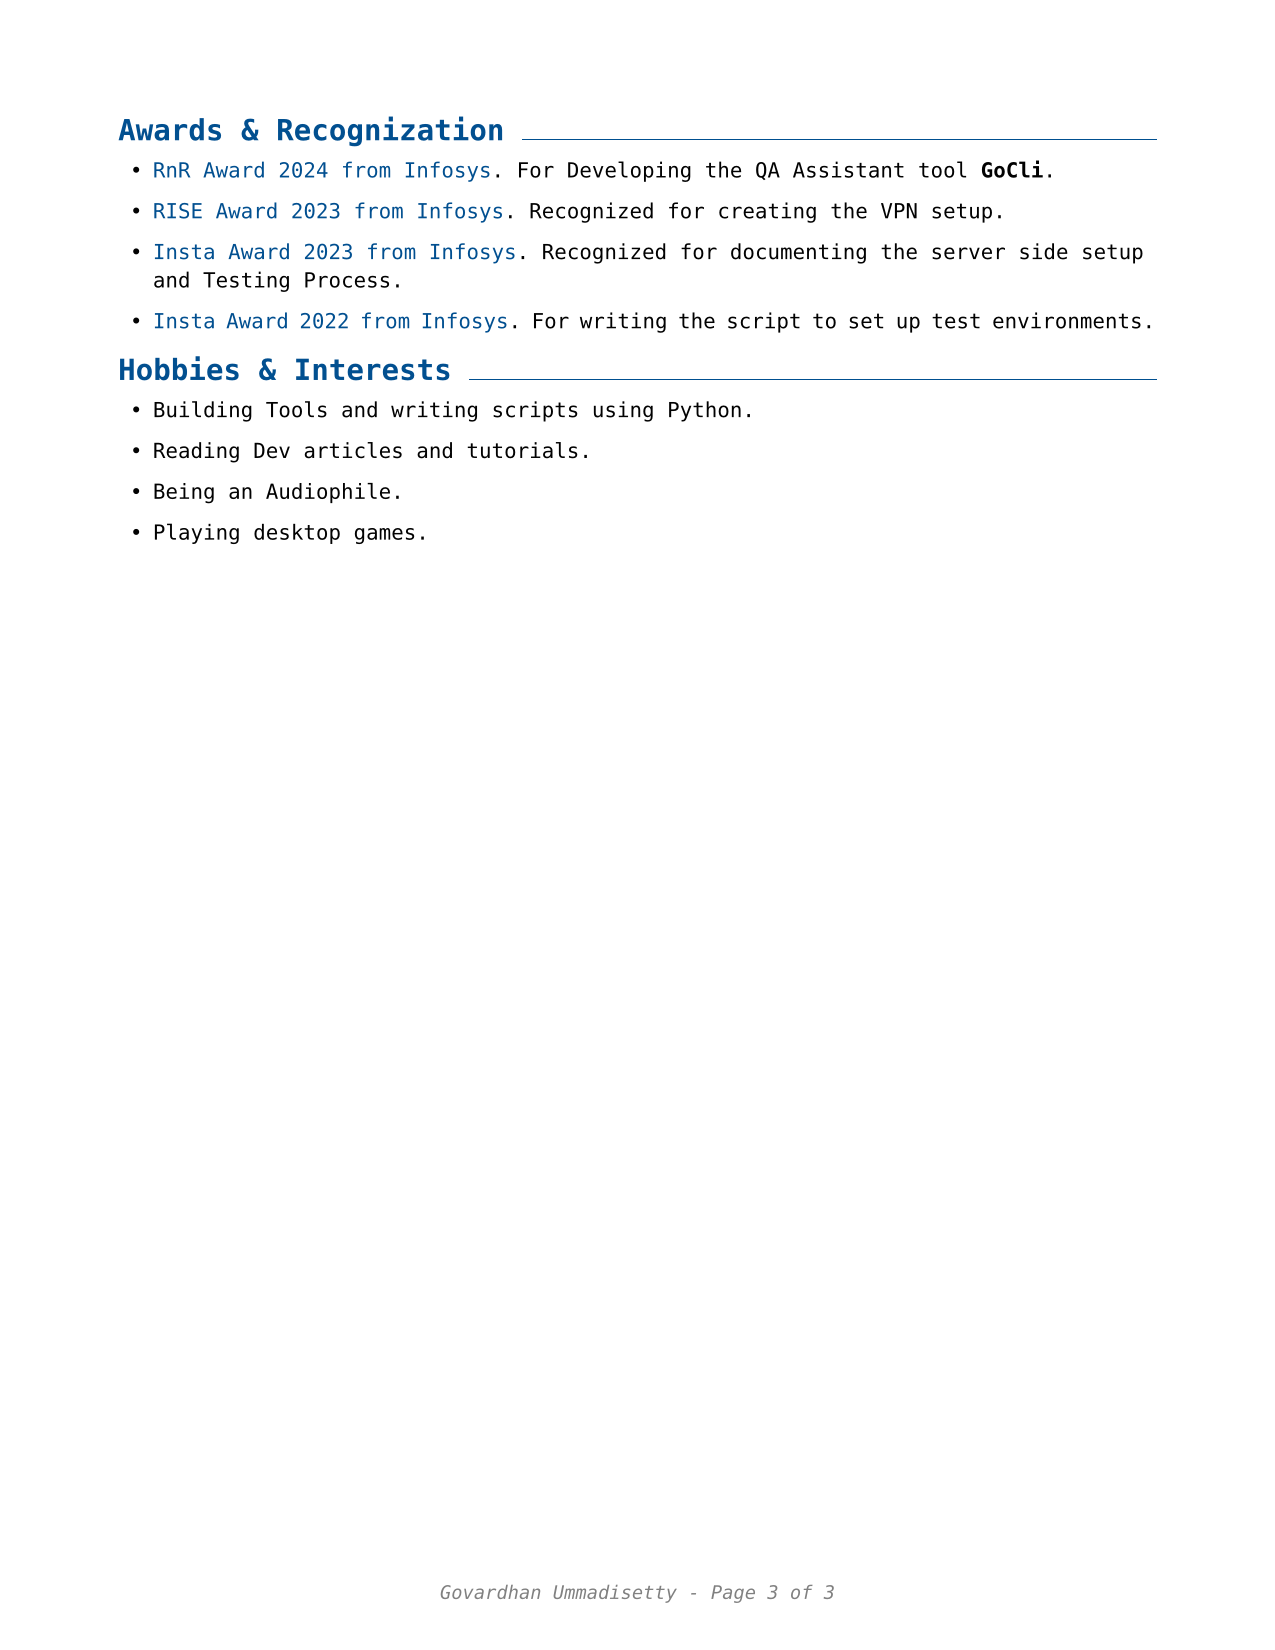 Awards & Recognization
• RnR Award 2024 from Infosys. For Developing the QA Assistant tool GoCli.
• RISE Award 2023 from Infosys. Recognized for creating the VPN setup.
• Insta Award 2023 from Infosys. Recognized for documenting the server side setup
and Testing Process.
• Insta Award 2022 from Infosys. For writing the script to set up test environments.
Hobbies & Interests
• Building Tools and writing scripts using Python.
• Reading Dev articles and tutorials.
• Being an Audiophile.
• Playing desktop games.
Govardhan Ummadisetty - Page 3 of 3